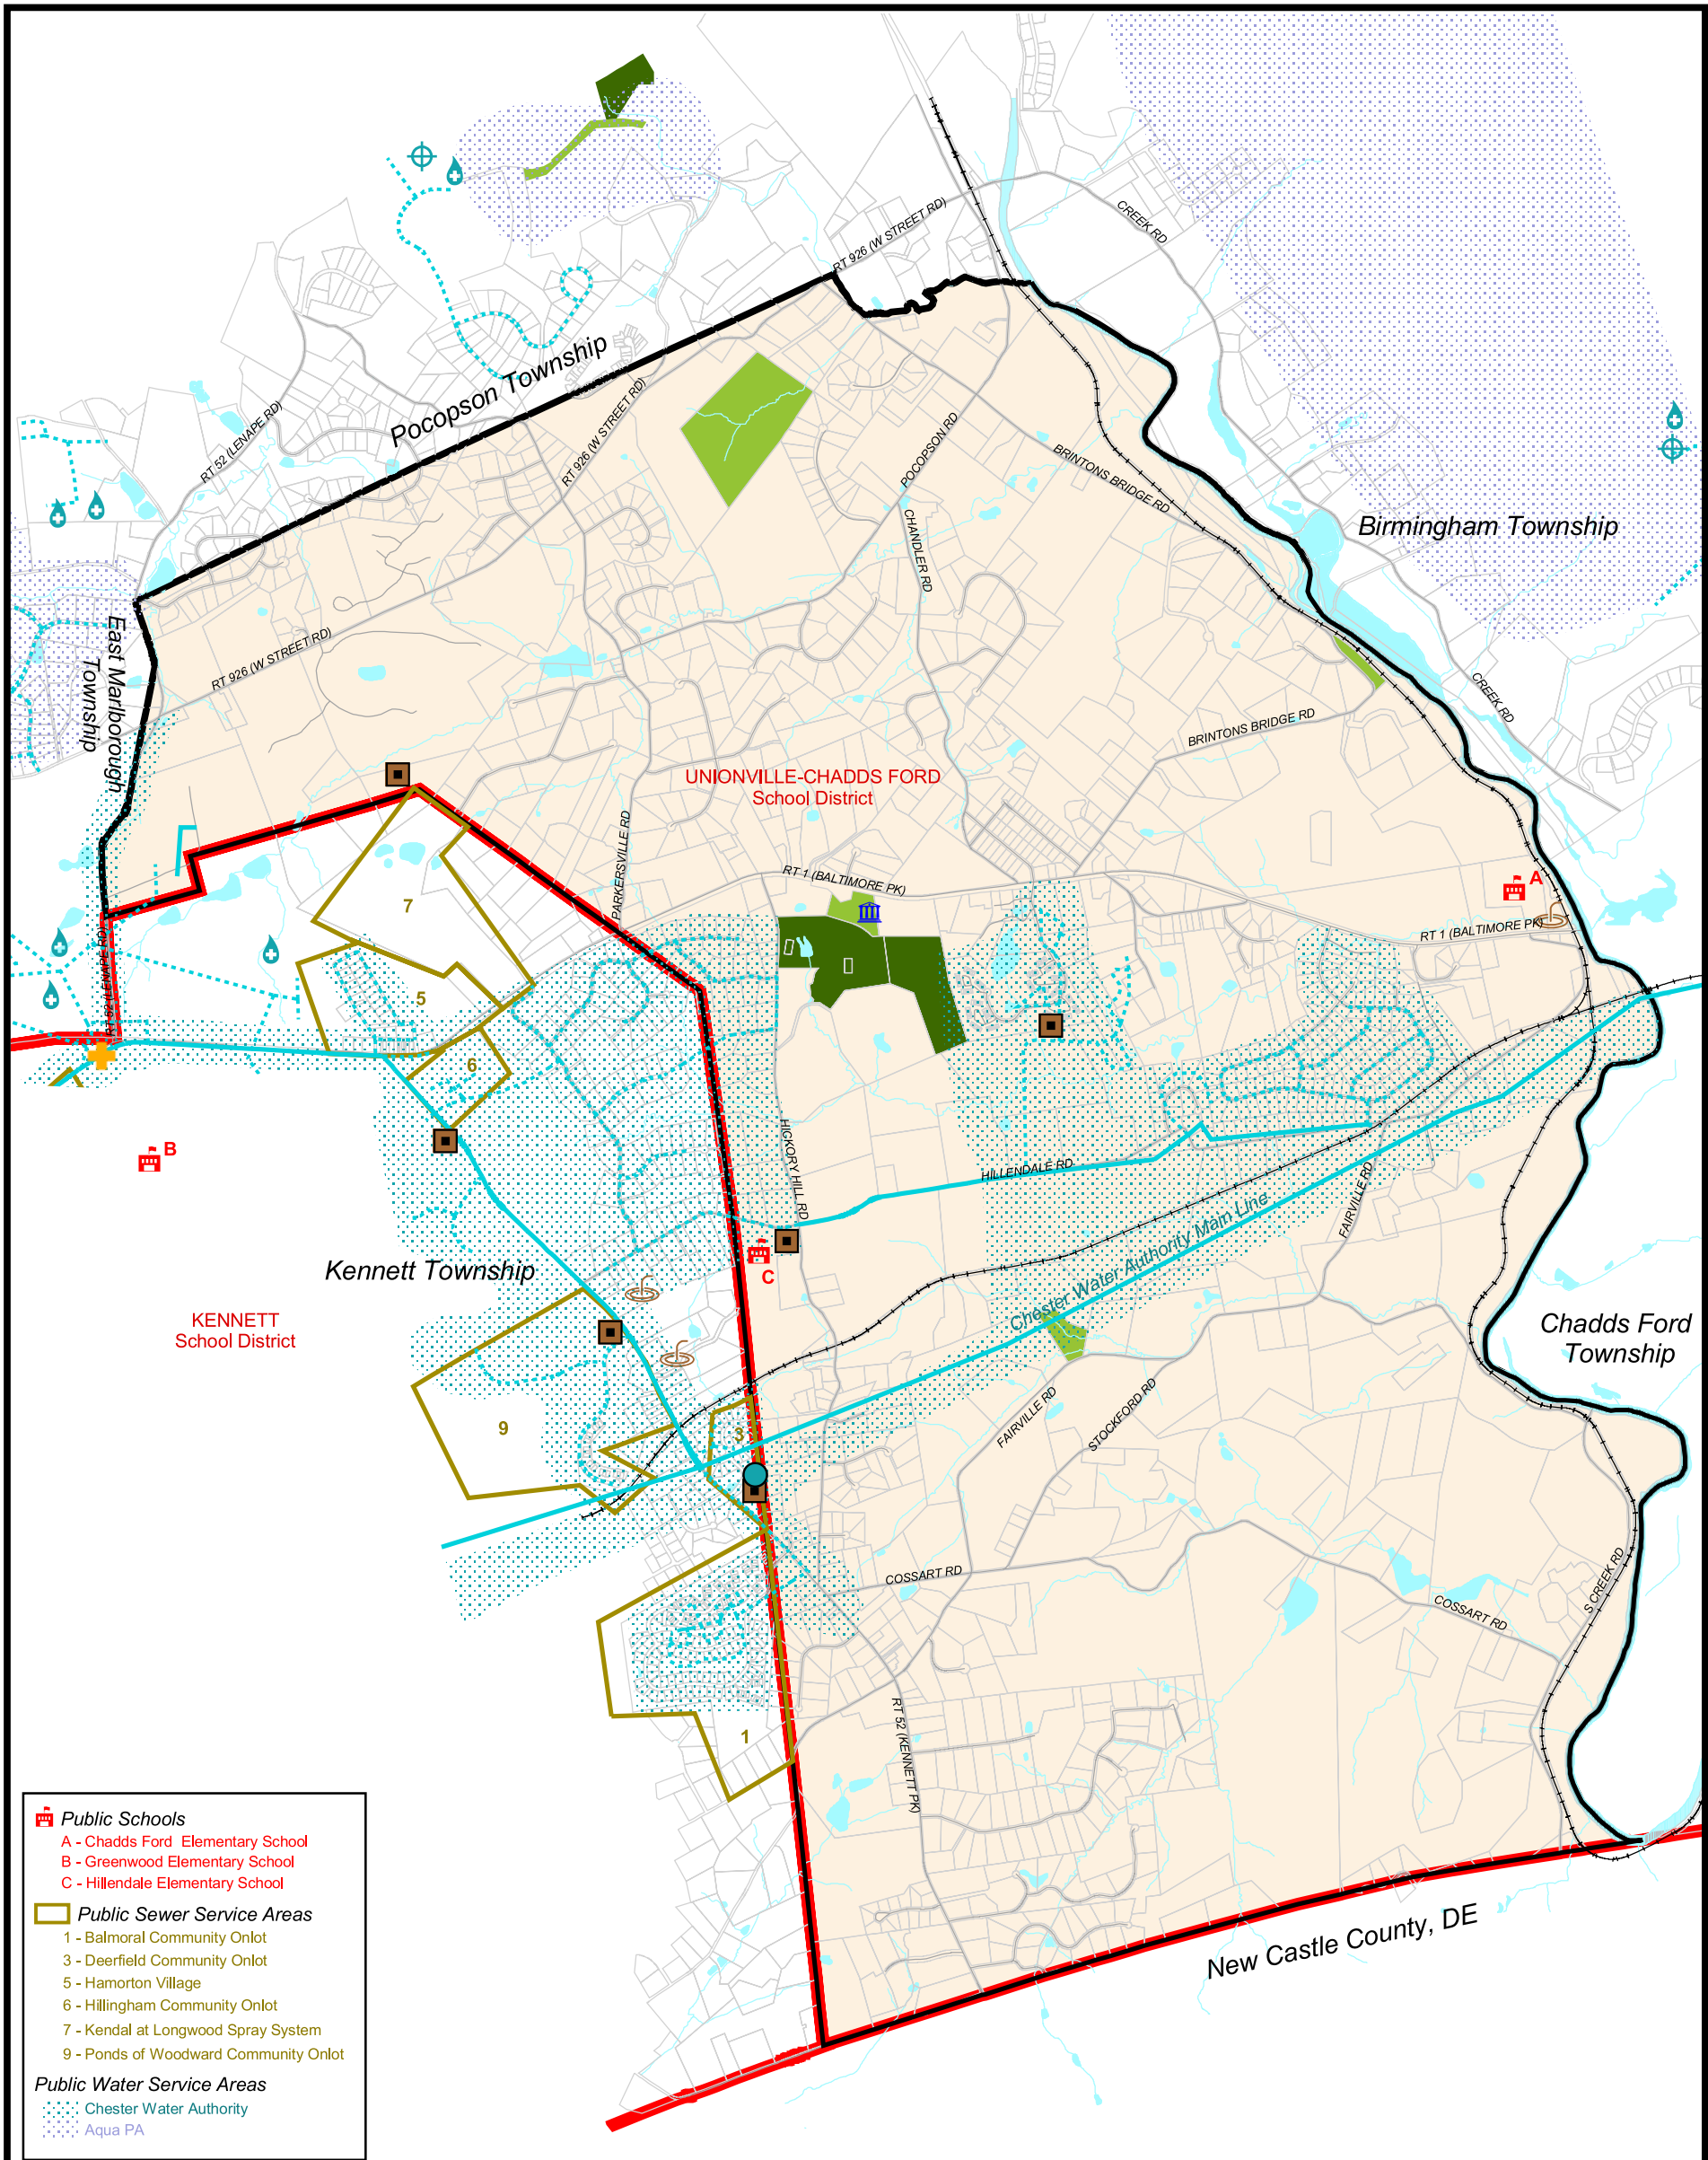 RT 926 (W STREET RD)
CREEK RD
Pocopson Township
RT 52 (LENAPE RD)
RT 926 (W STREET RD)
POCOPSON RD
BRINTONS BRIDGE RD
CHANDLER RD
Birmingham Township
East Marlborough
Township
RT 926 (W STREET RD)
CREEK RD
BRINTONS BRIDGE RD
UNIONVILLE-CHADDS FORD
School District
PARKERSVILLE RD
RT 1 (BALTIMORE PK)
A
7
RT 1 (BALTIMORE PK)
RT 52 (LENAPE RD)
5
6
B
HICKORY HILL RD
HILLENDALE RD
FAIRVILLE RD
Chester Water Authority Main Line
Kennett Township
C
KENNETT
School District
Chadds Ford
Township
9
3
FAIRVILLE RD
STOCKFORD RD
COSSART RD
S CREEK RD
COSSART RD
1
RT 52 (KENNETT PK)
New Castle County, DE
Public Schools
A - Chadds Ford Elementary School
B - Greenwood Elementary School
C - Hillendale Elementary School
Public Sewer Service Areas
1 - Balmoral Community Onlot
3 - Deerfield Community Onlot
5 - Hamorton Village
6 - Hillingham Community Onlot
7 - Kendal at Longwood Spray System
9 - Ponds of Woodward Community Onlot
Public Water Service Areas
Chester Water Authority
Aqua PA